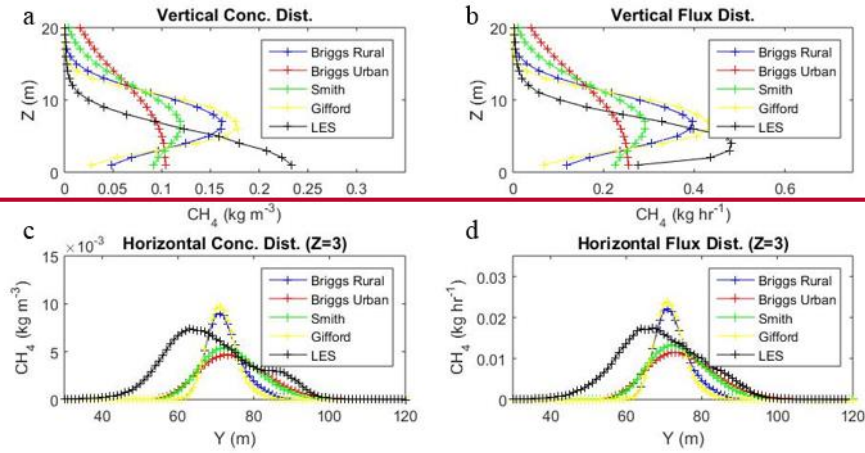 a
Vertical Conc. Dist.
20
10
0
Z (m)
0 0.05 0.1 0.15 0.2 0.25 0.3
CH4 (kg m-3)
Briggs Rural
Briggs Urban
Smith
Gifford
LES
b
Vertical Flux Dist.
20
10
0
Z (m)
0 0.2 0.4 0.6
CH4 (kg hr-1)
Briggs Rural
Briggs Urban
Smith
Gifford
LES
c
Horizontal Conc. Dist. (Z=3)
× 10-3
15
10
5
0
CH4 (kg m-3)
40 60 80 100 120
Y (m)
Briggs Rural
Briggs Urban
Smith
Gifford
LES
d
Horizontal Flux Dist. (Z=3)
0.03
0.02
0.01
0
CH4 (kg hr-1)
40 60 80 100 120
Y (m)
Briggs Rural
Briggs Urban
Smith
Gifford
LES